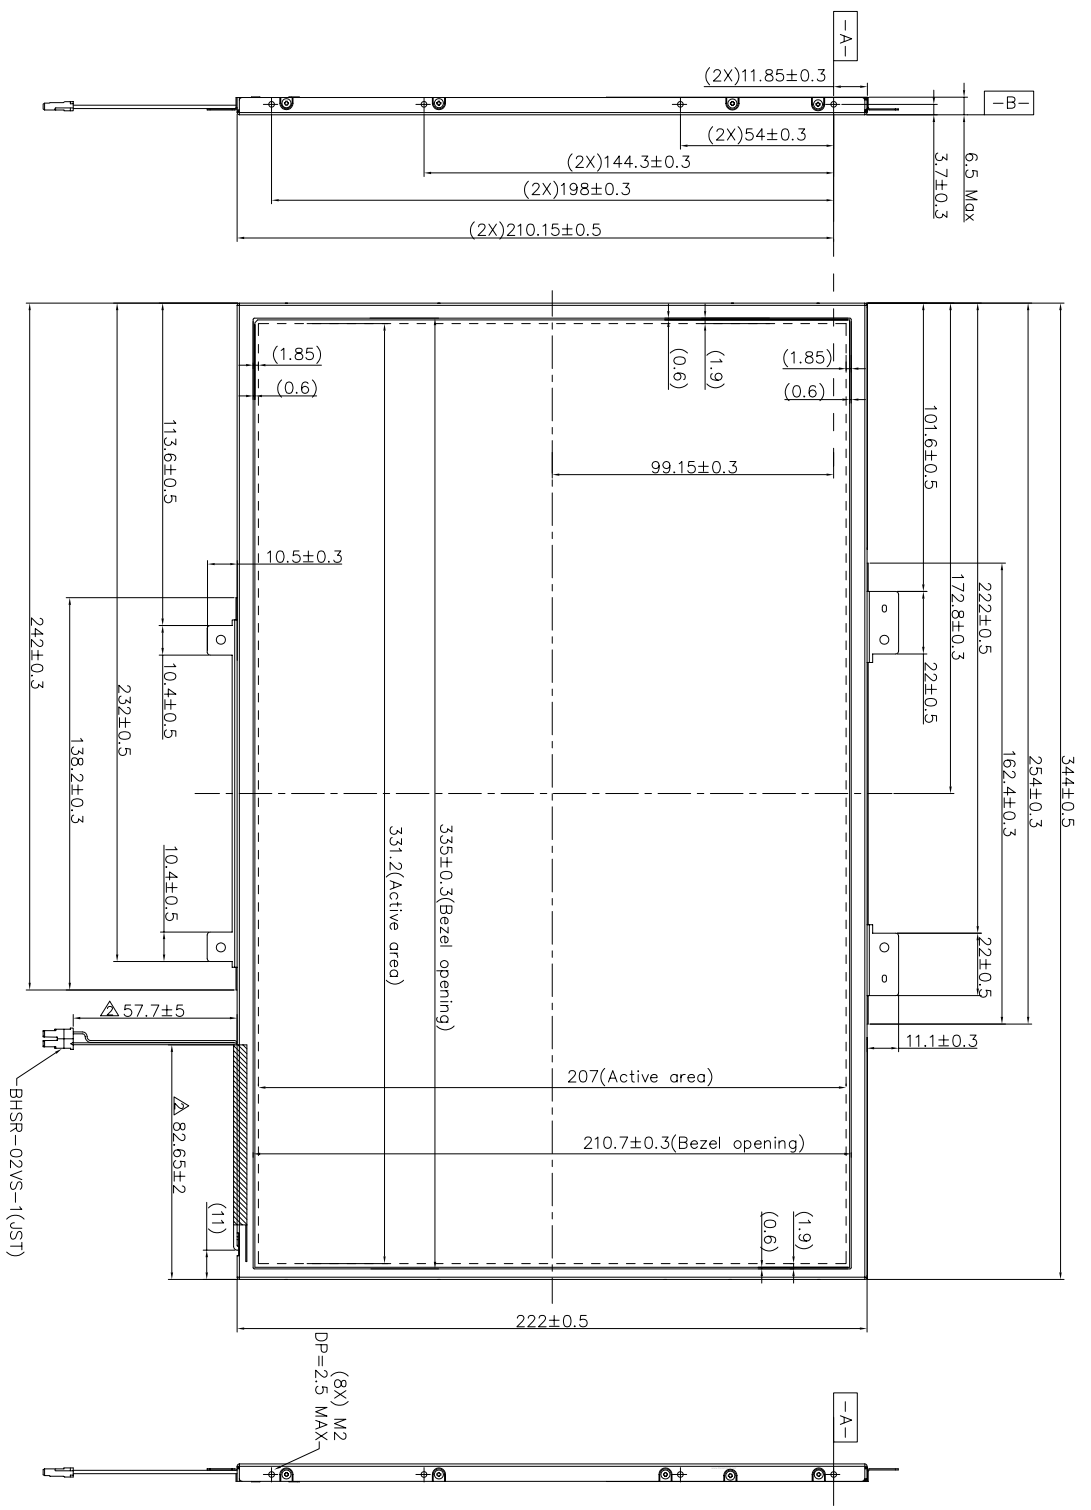 -A-
(2X)11.85±0.3
-B-
(2X)54±0.3
(2X)144.3±0.3
(2X)198±0.3
(2X)210.15±0.5
3.7±0.3
6.5 Max
(1.85)
(0.6)
(0.6)
(1.9)
(1.85)
(0.6)
113.6±0.5
101.6±0.5
99.15±0.3
10.5±0.3
242±0.3
232±0.5
138.2±0.3
10.4±0.5
10.4±0.5
172.8±0.3
222±0.5
22±0.5
162.4±0.3
254±0.3
344±0.5
22±0.5
11.1±0.3
331.2(Active area)
335±0.3(Bezel opening)
2 57.7±5
207(Active area)
210.7±0.3(Bezel opening)
BHSR-02VS-1(JST)
2 82.65±2
(11)
(0.6)
(1.9)
222±0.5
(8X) M2
DP=2.5 MAX
-A-